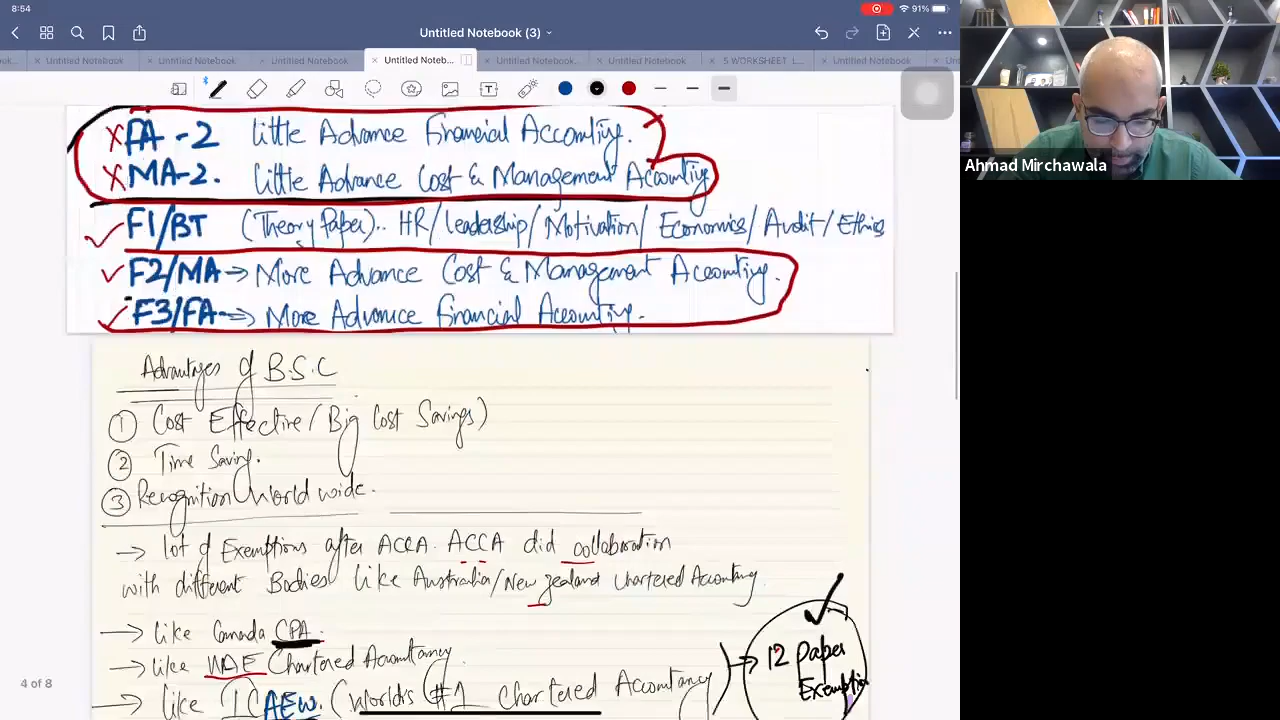 8:54
91%
Untitled Notebook (3)
Untitled Notebook
Untitled Notebook
Untitled Notebook
Untitled Noteb...
Untitled Notebook
5 WORKSHEET L...
Untitled Notebook
Ahmad Mirchawala
X FA-2 Little Advance Financial Accounting.
X MA-2. Little Advance Cost & Management Accounting
✓ F1/BT (Theory Paper).. HR/Leadership/Motivation/Economics/Audit/Ethics
✓ F2/MA → More Advance Cost & Management Accounting.
✓ F3/FA → More Advance Financial Accounting.
Advantages of B.S.C
① Cost Effective/(Big Cost Savings)
② Time Saving.
③ Recognition World wide.
→ lot of Exemptions after ACCA. ACCA did collaboration
with different Bodies like Australia/New Zealand Chartered Accounting.
→ like Canada CPA.
→ like UAE Chartered Accountancy.
→ like ICAEW. (World's #1 Chartered Accountancy) → 12 Paper
Exemption
4 of 8